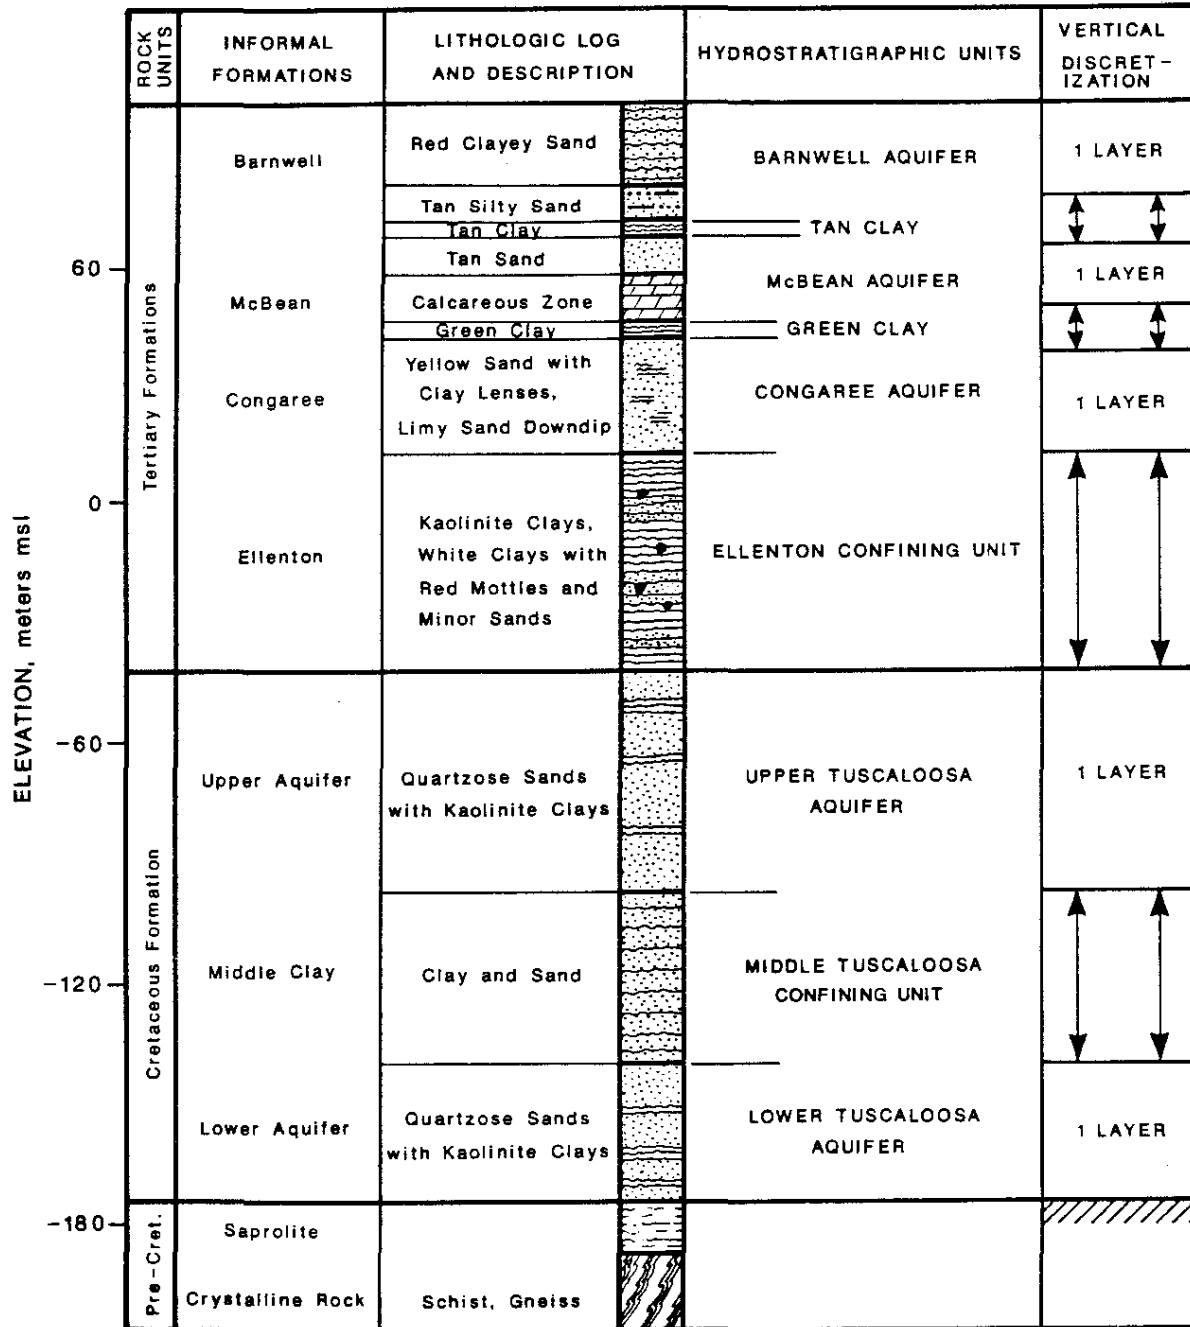 ROCK UNITS
INFORMAL
FORMATIONS
LITHOLOGIC LOG
AND DESCRIPTION
HYDROSTRATIGRAPHIC UNITS
VERTICAL
DISCRET-
IZATION
ELEVATION, meters msl
60
0
-60
-120
-180
Tertiary Formations
Cretaceous Formation
Pre-Cret.
Barnwell
McBean
Congaree
Ellenton
Upper Aquifer
Middle Clay
Lower Aquifer
Saprolite
Crystalline Rock
Red Clayey Sand
Tan Silty Sand
Tan Clay
Tan Sand
Calcareous Zone
Green Clay
Yellow Sand with
Clay Lenses,
Limy Sand Downdip
Kaolinite Clays,
White Clays with
Red Mottles and
Minor Sands
Quartzose Sands
with Kaolinite Clays
Clay and Sand
Quartzose Sands
with Kaolinite Clays
Schist, Gneiss
BARNWELL AQUIFER
TAN CLAY
McBEAN AQUIFER
GREEN CLAY
CONGAREE AQUIFER
ELLENTON CONFINING UNIT
UPPER TUSCALOOSA
AQUIFER
MIDDLE TUSCALOOSA
CONFINING UNIT
LOWER TUSCALOOSA
AQUIFER
1 LAYER
1 LAYER
1 LAYER
1 LAYER
1 LAYER